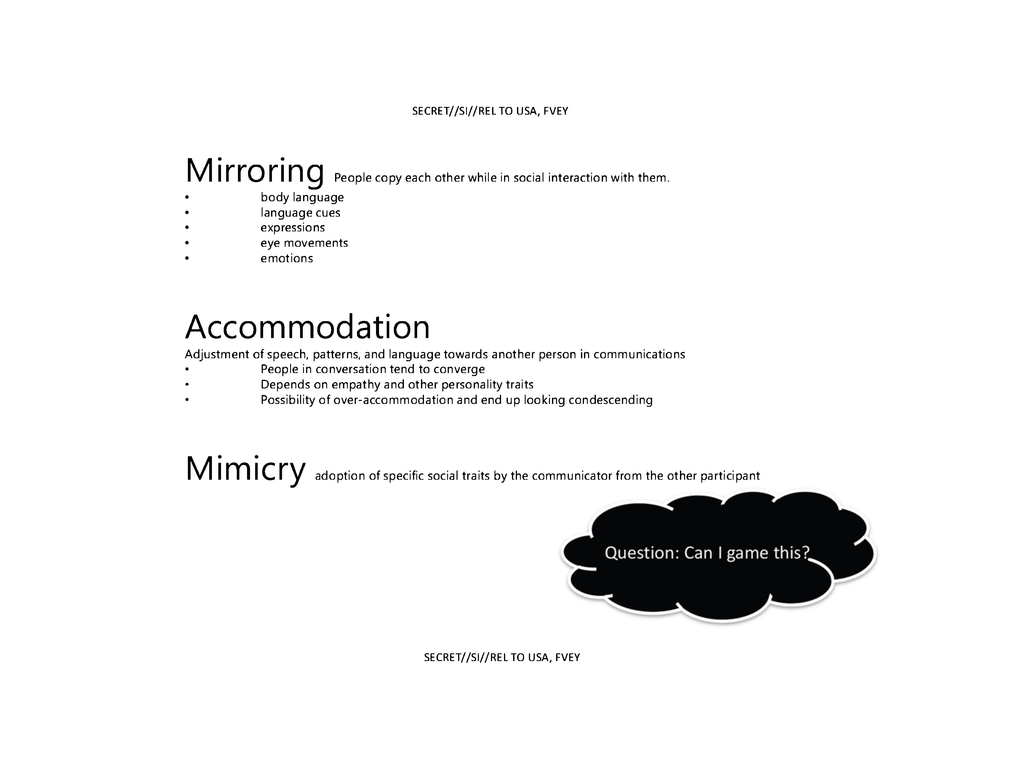 SECRET//SI//REL TO USA, FVEY
Mirroring People copy each other while in social interaction with them.
• body language
• language cues
• expressions
• eye movements
• emotions
Accommodation
Adjustment of speech, patterns, and language towards another person in communications
• People in conversation tend to converge
• Depends on empathy and other personality traits
• Possibility of over-accommodation and end up looking condescending
Mimicry adoption of specific social traits by the communicator from the other participant
Question: Can I game this?
SECRET//SI//REL TO USA, FVEY